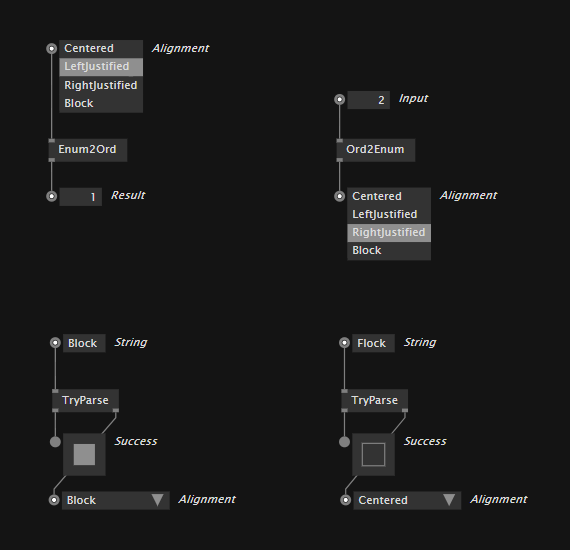 Centered Alignment
LeftJustified
RightJustified
Block
Enum2Ord
1 Result
2 Input
Ord2Enum
Centered Alignment
LeftJustified
RightJustified
Block
Block String
TryParse
Success
Block Alignment
Flock String
TryParse
Success
Centered Alignment